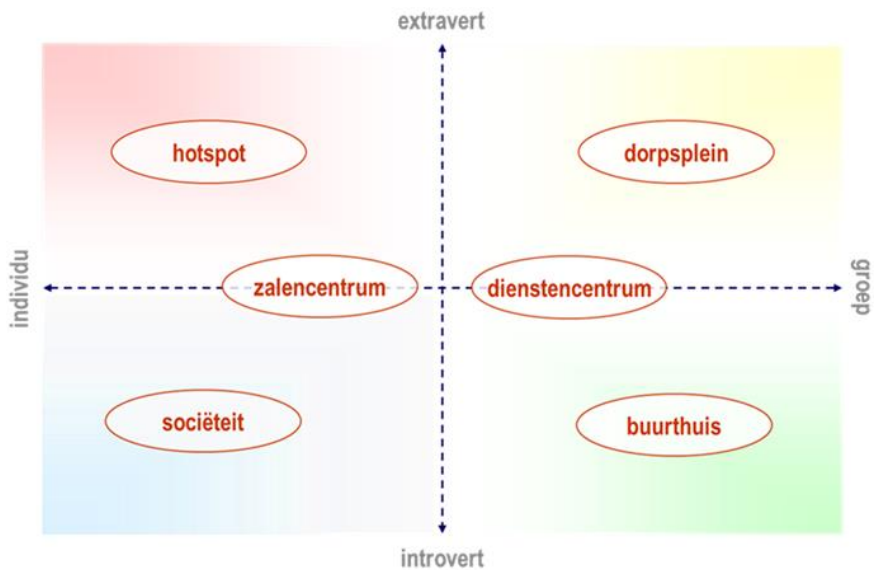 extravert
hotspot
dorpsplein
individu
zalencentrum
dienstencentrum
groep
sociëteit
buurthuis
introvert